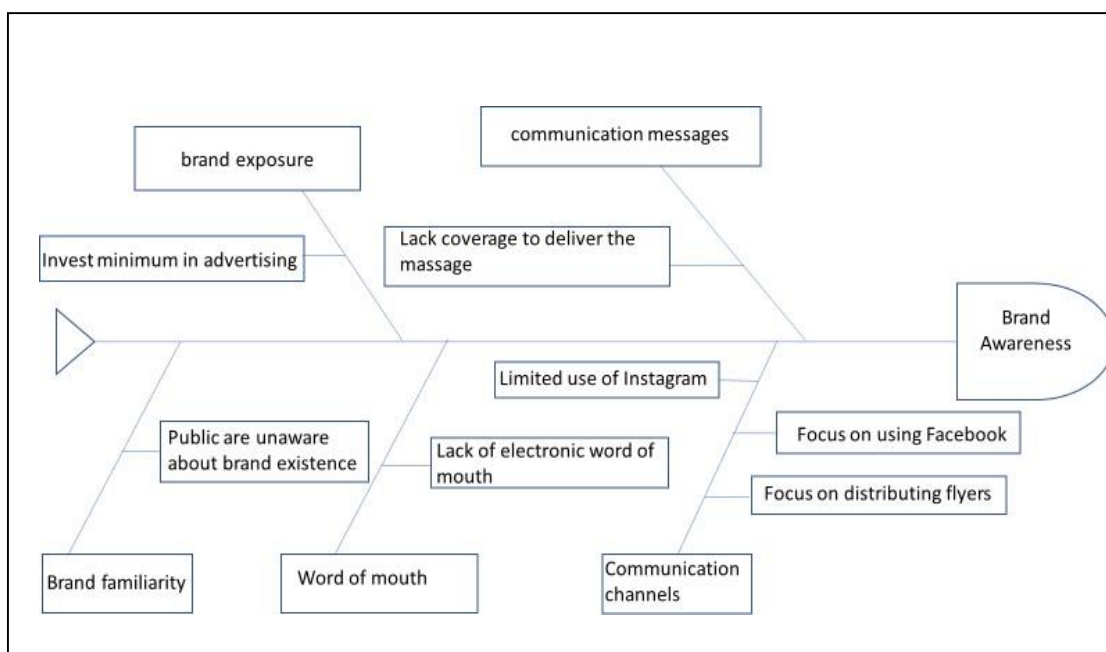 communication messages
brand exposure
Lack coverage to deliver the
massage
Invest minimum in advertising
Brand
Awareness
Limited use of Instagram
Public are unaware
about brand existence
Lack of electronic word of
mouth
Focus on using Facebook
Focus on distributing flyers
Brand familiarity
Word of mouth
Communication
channels